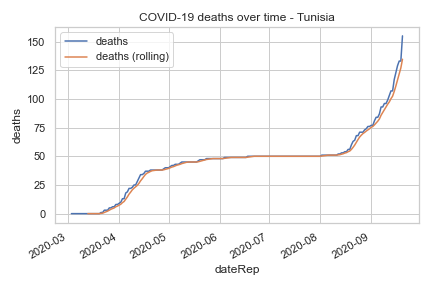 COVID-19 deaths over time - Tunisia
deaths
deaths (rolling)
150
125
100
75
50
25
0
deaths
2020-03
2020-04
2020-05
2020-06
2020-07
2020-08
2020-09
dateRep